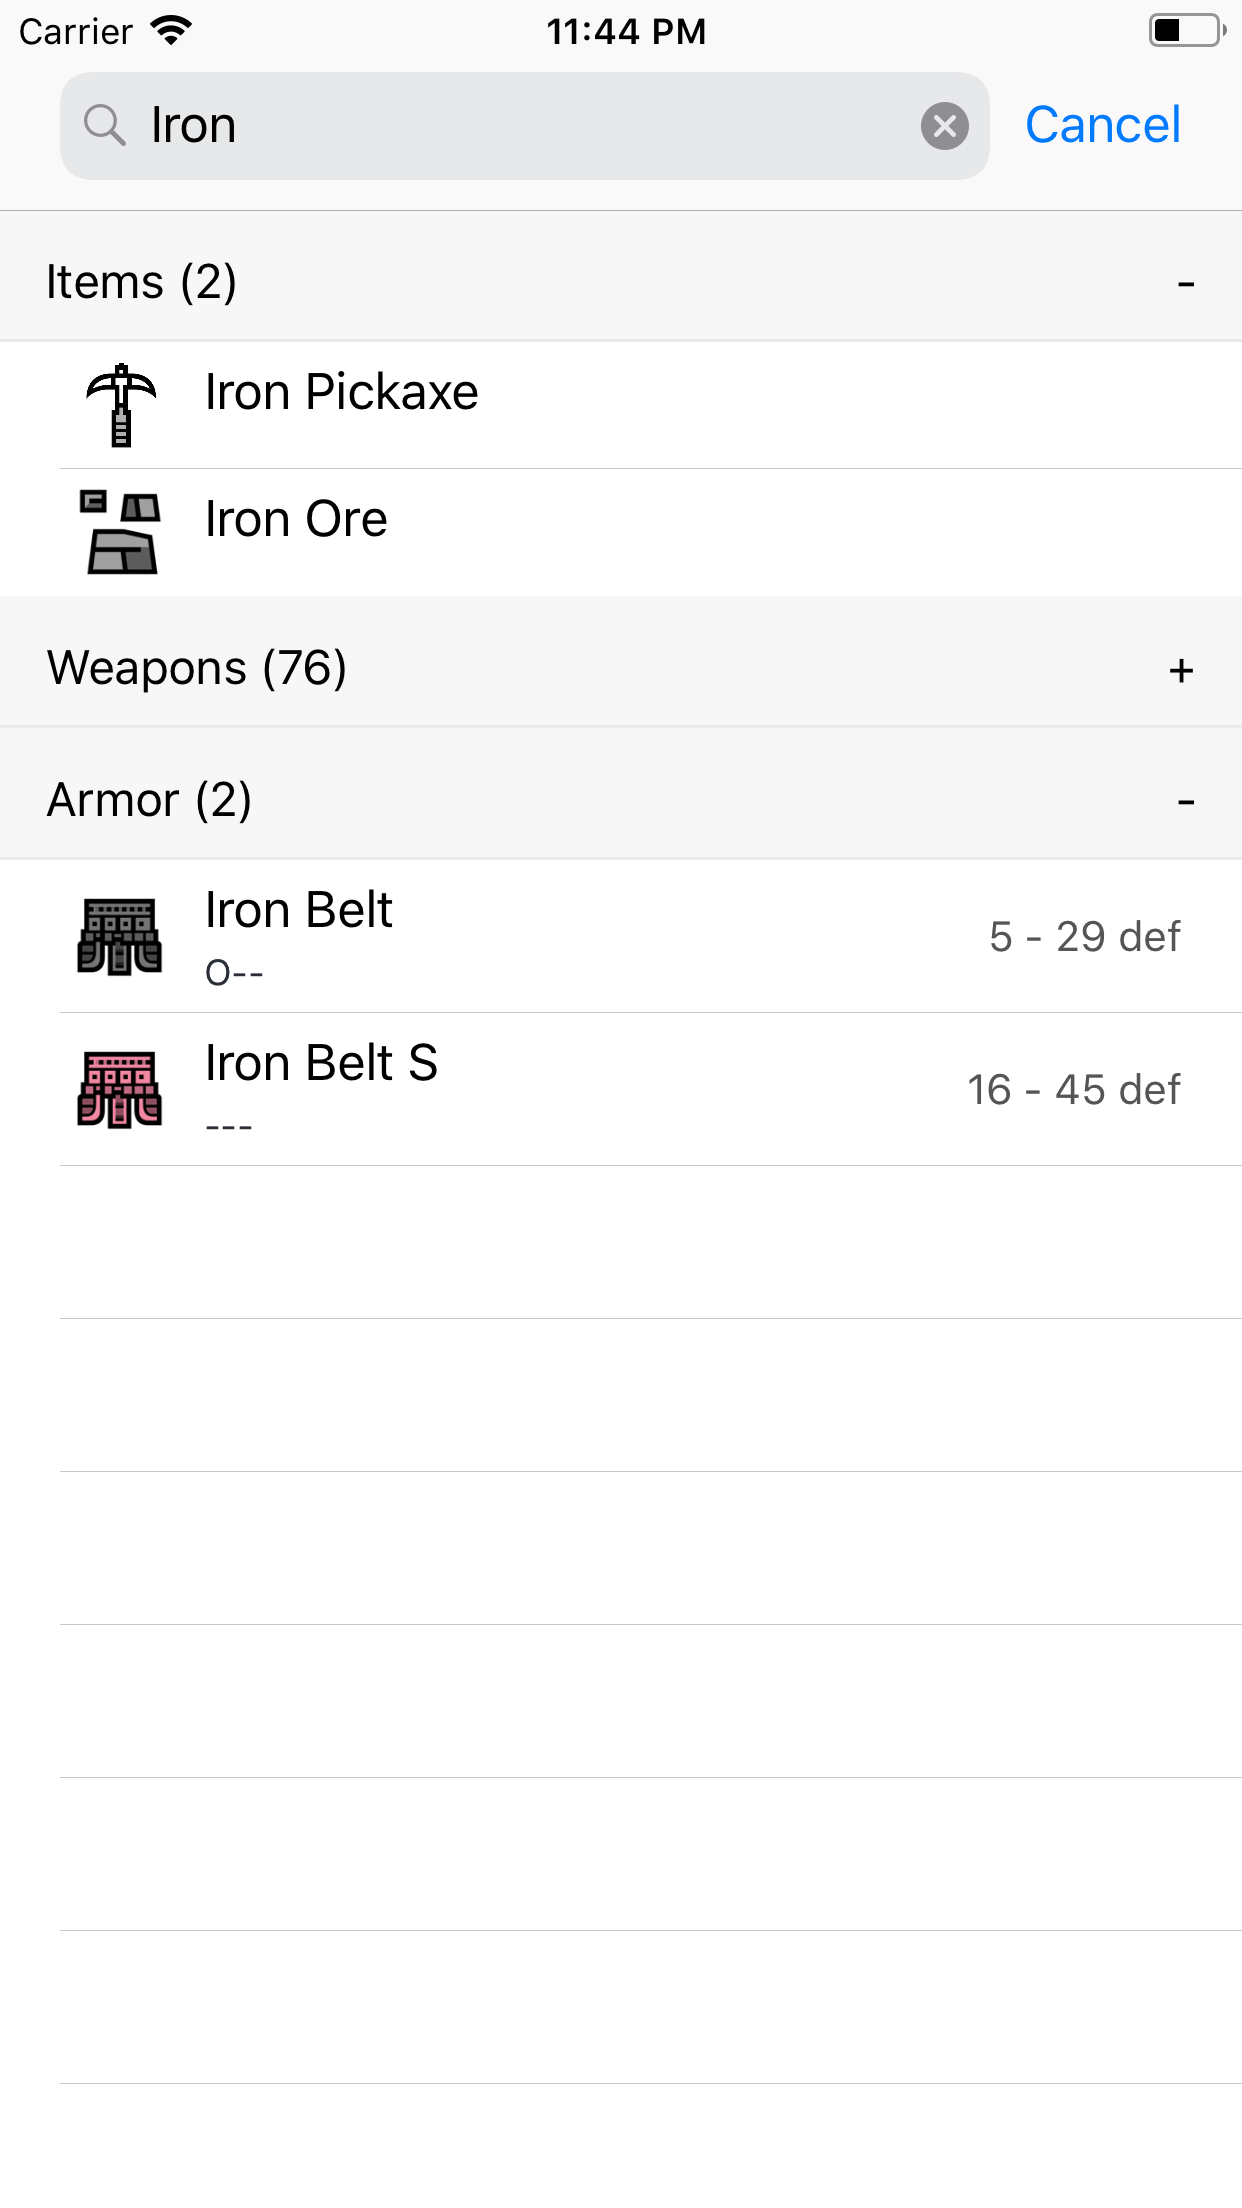 Carrier 11:44 PM
Iron Cancel
Items (2) -
Iron Pickaxe
Iron Ore
Weapons (76) +
Armor (2) -
Iron Belt
5 - 29 def
O--
Iron Belt S
16 - 45 def
---